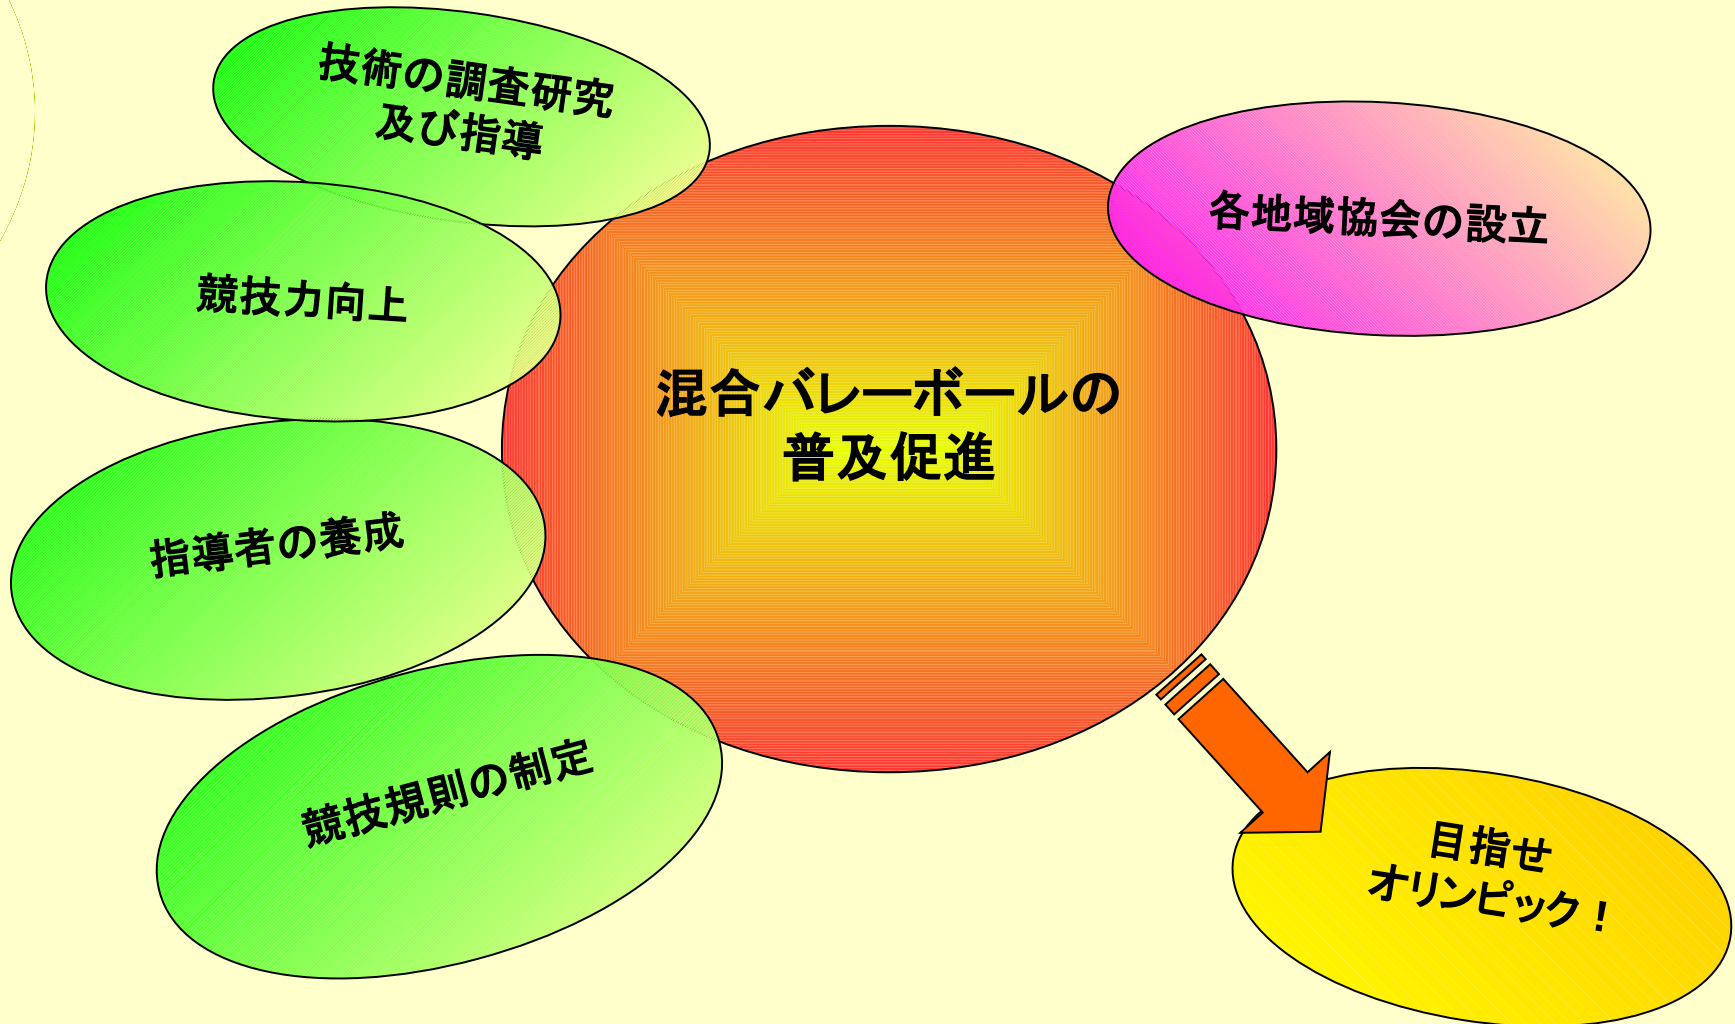 技術の調査研究
及び指導
各地域協会の設立
競技力向上
混合バレーボールの
普及促進
指導者の養成
競技規則の制定
目指せ
オリンピック！